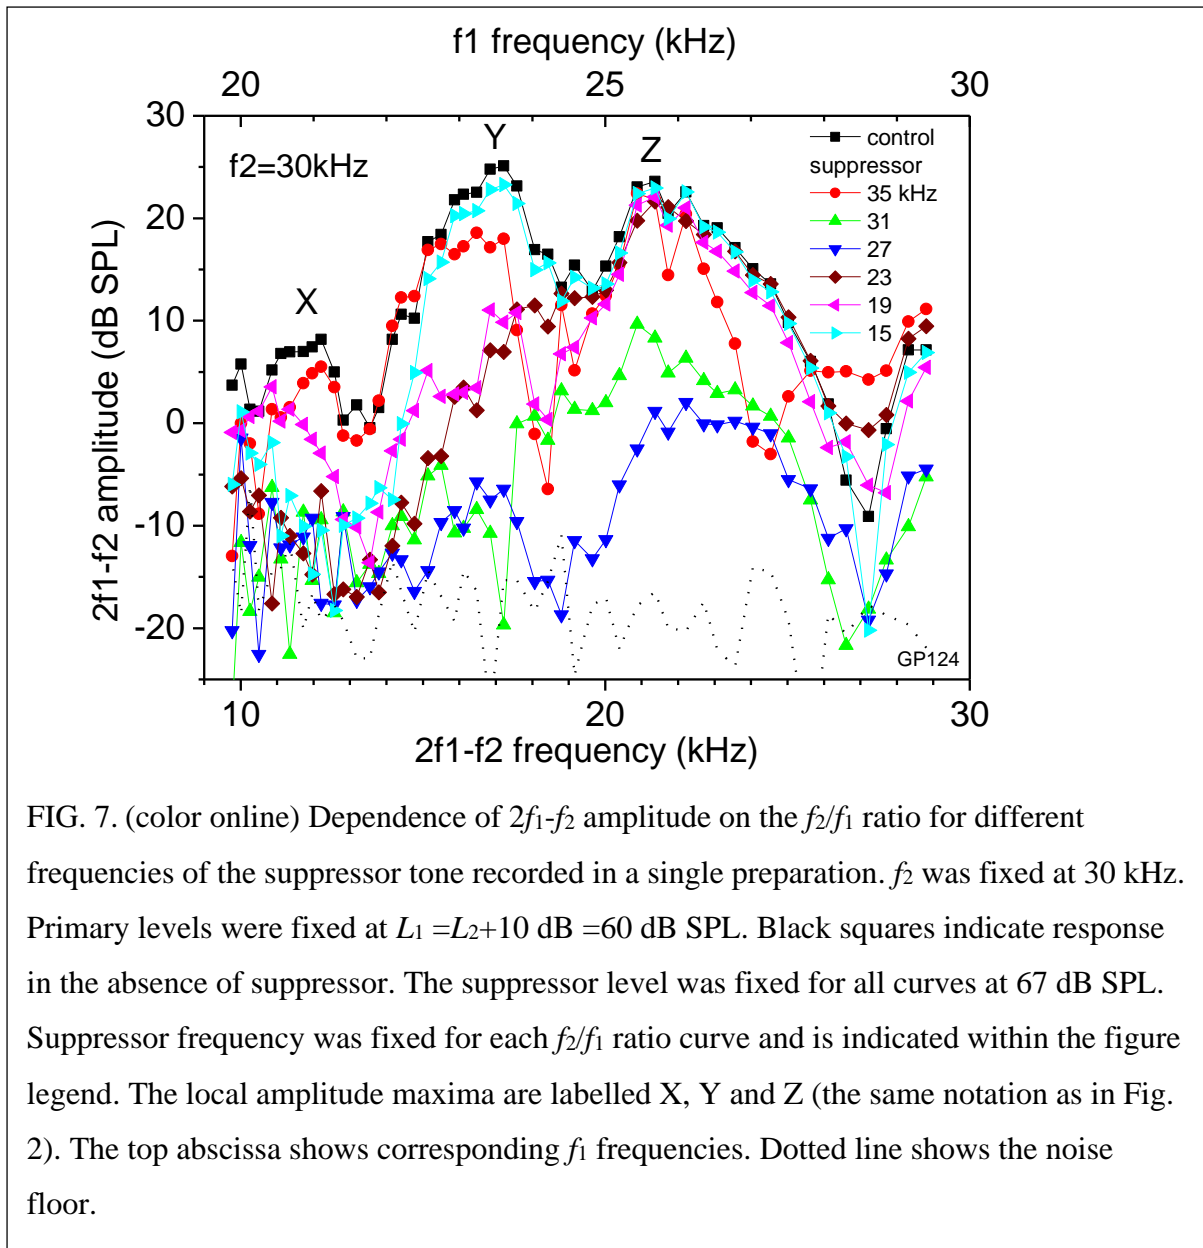 f1 frequency (kHz)
20 25 30
30
20
10
0
-10
-20
2f1-f2 amplitude (dB SPL)
f2=30kHz
X
Y
Z
control
suppressor
35 kHz
31
27
23
19
15
GP124
10 20 30
2f1-f2 frequency (kHz)
FIG. 7. (color online) Dependence of 2f1-f2 amplitude on the f2/f1 ratio for different
frequencies of the suppressor tone recorded in a single preparation. f2 was fixed at 30 kHz.
Primary levels were fixed at L1 =L2+10 dB =60 dB SPL. Black squares indicate response
in the absence of suppressor. The suppressor level was fixed for all curves at 67 dB SPL.
Suppressor frequency was fixed for each f2/f1 ratio curve and is indicated within the figure
legend. The local amplitude maxima are labelled X, Y and Z (the same notation as in Fig.
2). The top abscissa shows corresponding f1 frequencies. Dotted line shows the noise
floor.